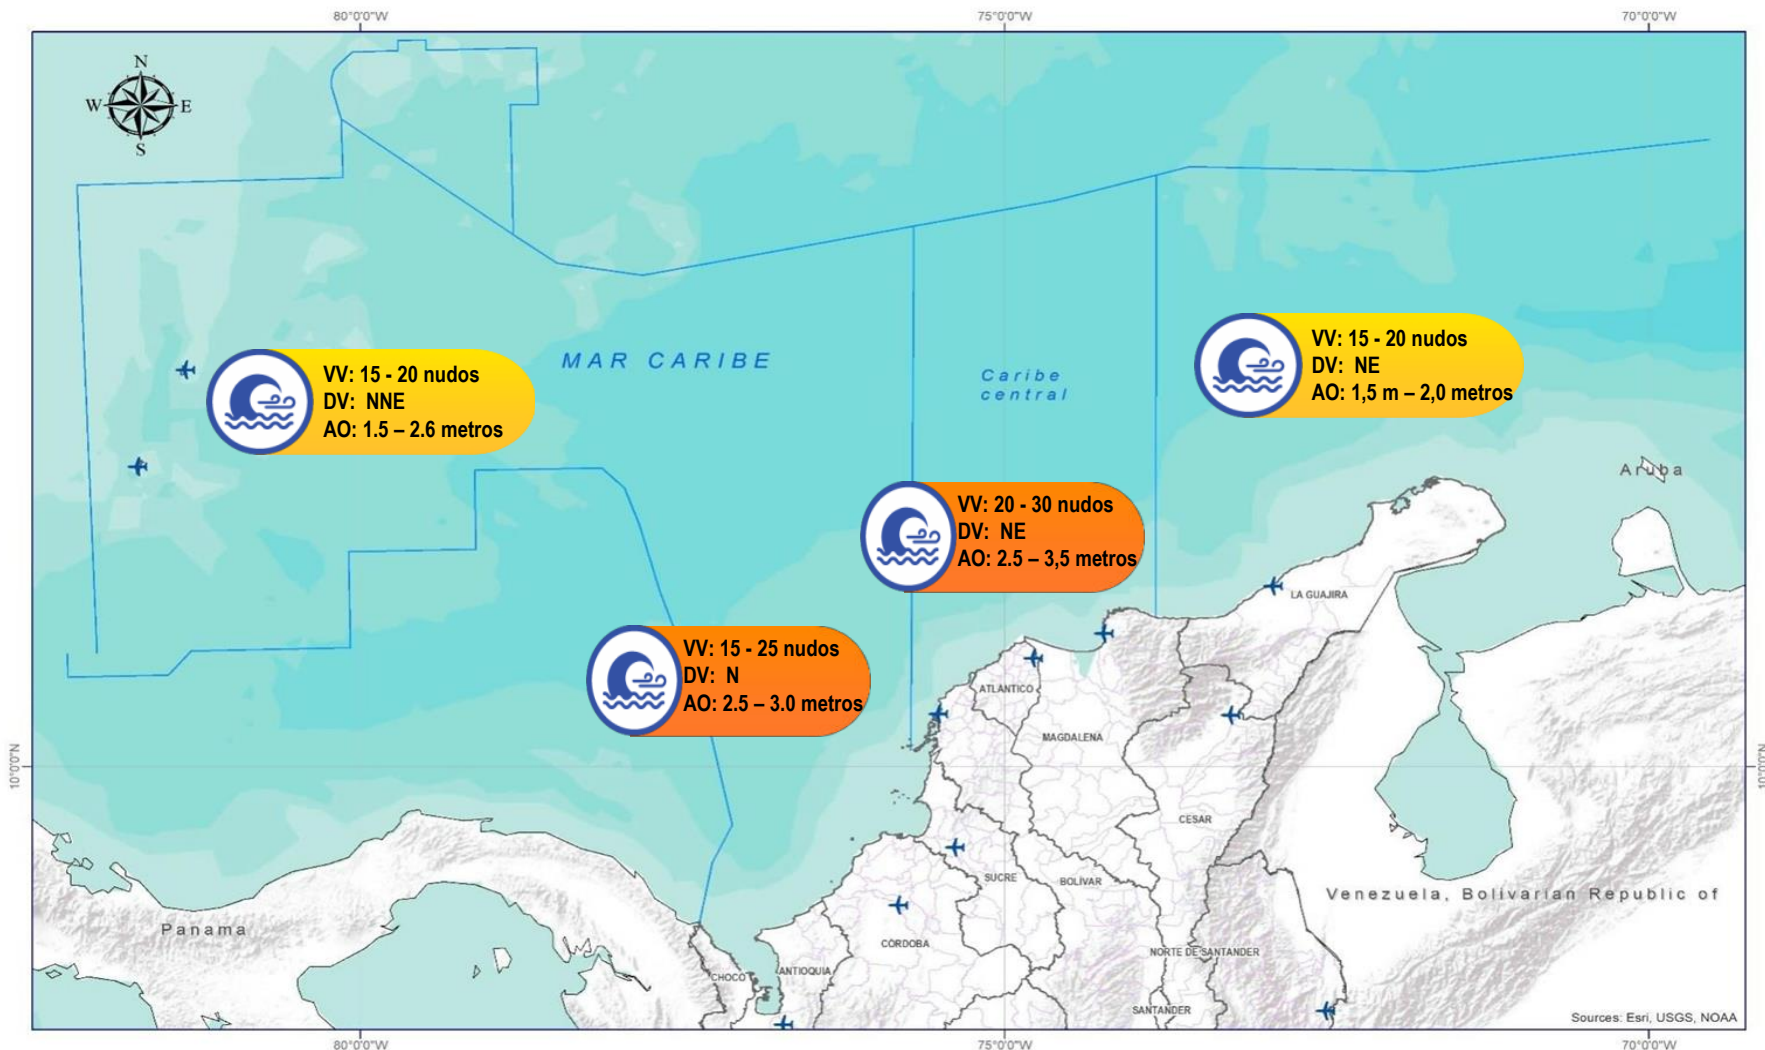 80°0'0"W
75°0'0"W
70°0'0"W
N
W
E
S
MAR CARIBE
Caribe
central
VV: 15 - 20 nudos
DV: NNE
AO: 1.5 – 2.6 metros
VV: 15 - 20 nudos
DV: NE
AO: 1,5 m – 2,0 metros
VV: 20 - 30 nudos
DV: NE
AO: 2.5 – 3,5 metros
VV: 15 - 25 nudos
DV: N
AO: 2.5 – 3.0 metros
Aruba
LA GUAJIRA
ATLANTICO
MAGDALENA
CESAR
SUCRE
BOLÍVAR
CÓRDOBA
NORTE DE SANTANDER
SANTANDER
ANTIOQUIA
CHOCO
Panama
Venezuela, Bolivarian Republic of
10°0'0"N
10°0'0"N
Sources: Esri, USGS, NOAA
80°0'0"W
75°0'0"W
70°0'0"W